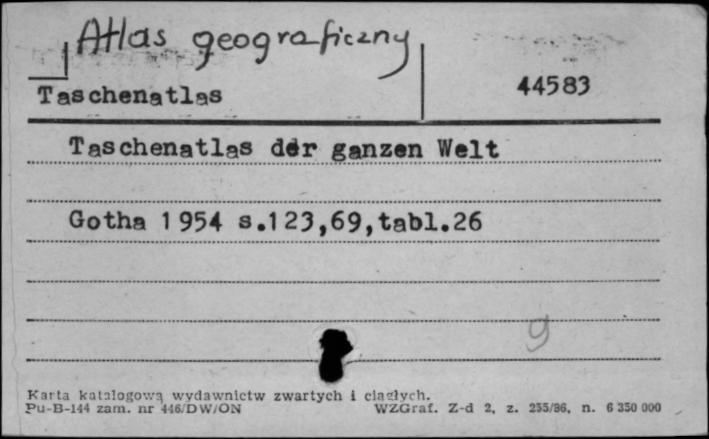 Atlas geograficzny
Taschenatlas
44583
Taschenatlas der ganzen Welt
Gotha 1954 s.123,69,tabl.26
9
Karta katalogową wydawnictw zwartych i ciągłych.
Pu-B-144 zam. nr 446/DW/ON WZGraf. Z-d 2, z. 255/86, n. 6 350 000